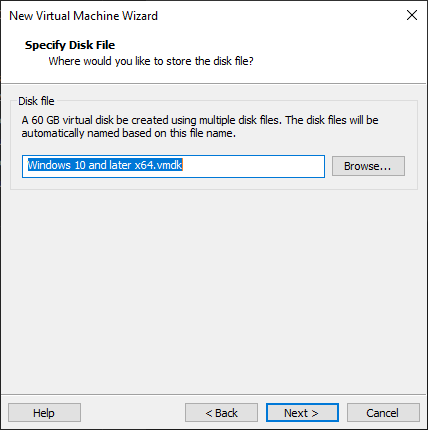 New Virtual Machine Wizard
Specify Disk File
Where would you like to store the disk file?
Disk file
A 60 GB virtual disk be created using multiple disk files. The disk files will be
automatically named based on this file name.
Windows 10 and later x64.vmdk
Browse...
Help
< Back
Next >
Cancel